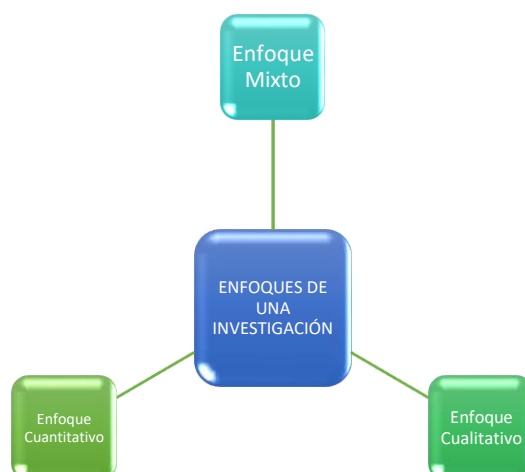 Enfoque
Mixto
ENFOQUES DE
UNA
INVESTIGACIÓN
Enfoque
Cuantitativo
Enfoque
Cualitativo